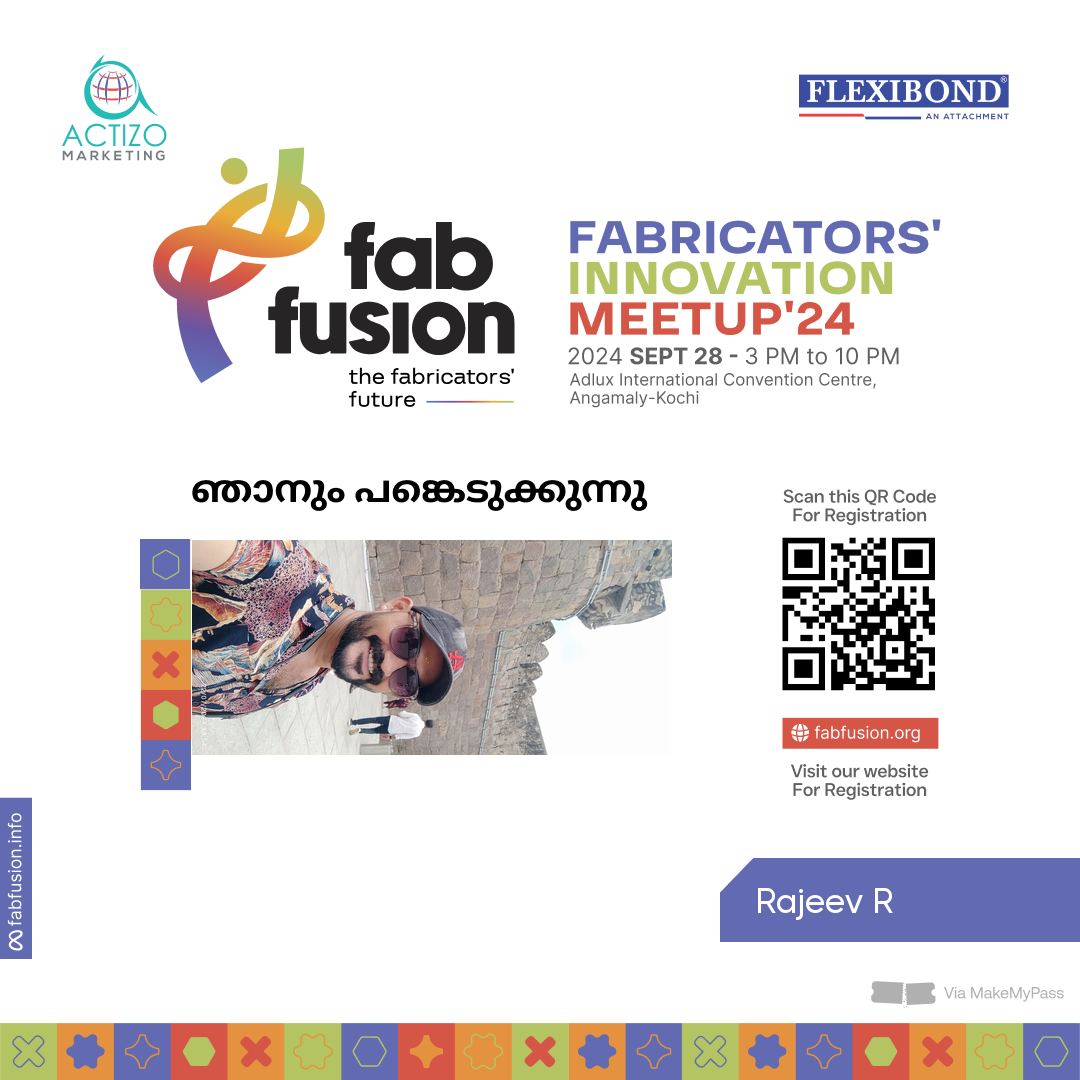 ACTIZO
MARKETING
FLEXIBOND®
AN ATTACHMENT
fab
fusion
the fabricators'
future
FABRICATORS'
INNOVATION
MEETUP'24
2024 SEPT 28 - 3 PM to 10 PM
Adlux International Convention Centre,
Angamaly-Kochi
ഞാനും പങ്കെടുക്കുന്നു
Scan this QR Code
For Registration
fabfusion.org
Visit our website
For Registration
fabfusion.info
Rajeev R
Via MakeMyPass